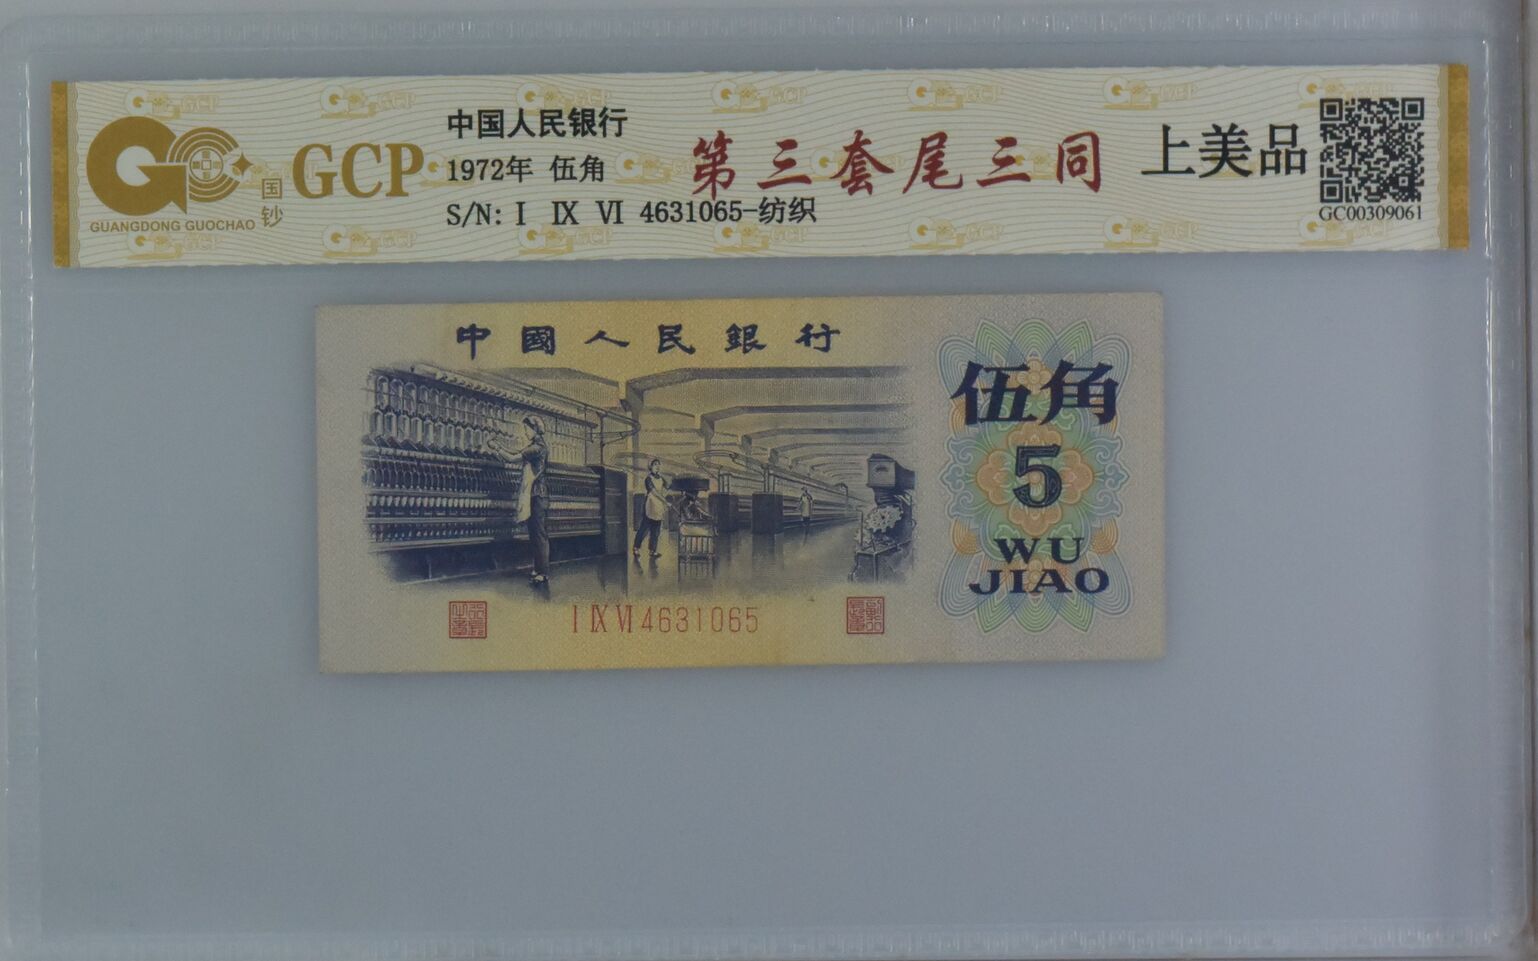 GUANGDONG GUOCHAO
国钞
GCP
中国人民银行
1972年 伍角
S/N: I IX VI 4631065-纺织
第三套尾三同
上美品
GC00309061
中國人民銀行
伍角
5
WU
JIAO
I IX VI 4631065